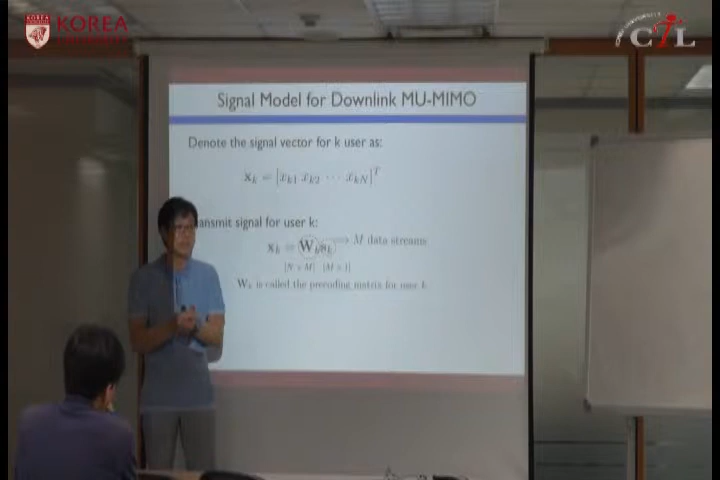 KOREA
UNIVERSITY
Signal Model for Downlink MU-MIMO
Denote the signal vector for k user as:
x_k = [x_{k1} x_{k2} ⋯ x_{kN}]^T
ansmit signal for user k:
x_k = W_k s_k ⟹ M data streams
[N × M] [M × 1]
W_k is called the precoding matrix for user k